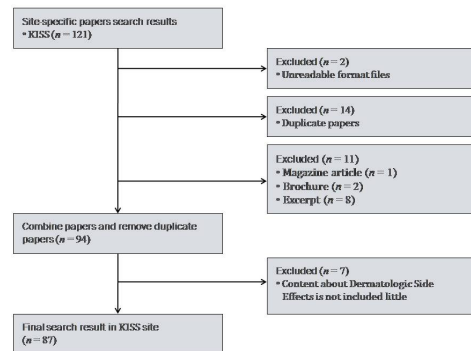 Site-specific papers search results
• KISS (n = 121)
Excluded (n = 2)
• Unreadable format files
Excluded (n = 14)
• Duplicate papers
Excluded (n = 11)
• Magazine article (n = 1)
• Brochure (n = 2)
• Excerpt (n = 8)
Combine papers and remove duplicate
papers (n = 94)
Excluded (n = 7)
• Content about Dermatologic Side
Effects is not included little
Final search result in KISS site
(n = 87)